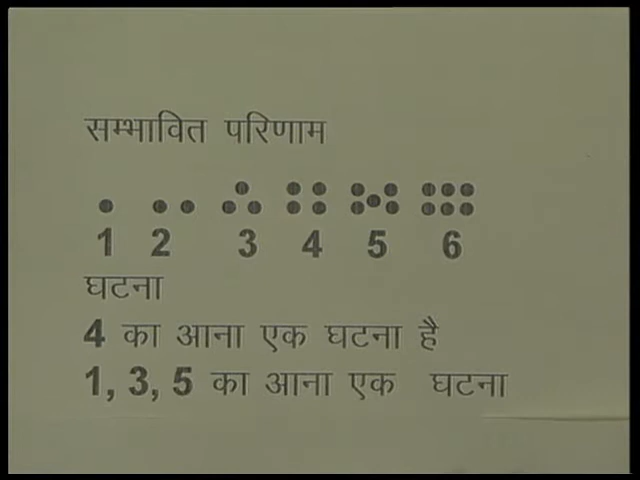 सम्भावित परिणाम
1 2 3 4 5 6
घटना
4 का आना एक घटना है
1, 3, 5 का आना एक घटना